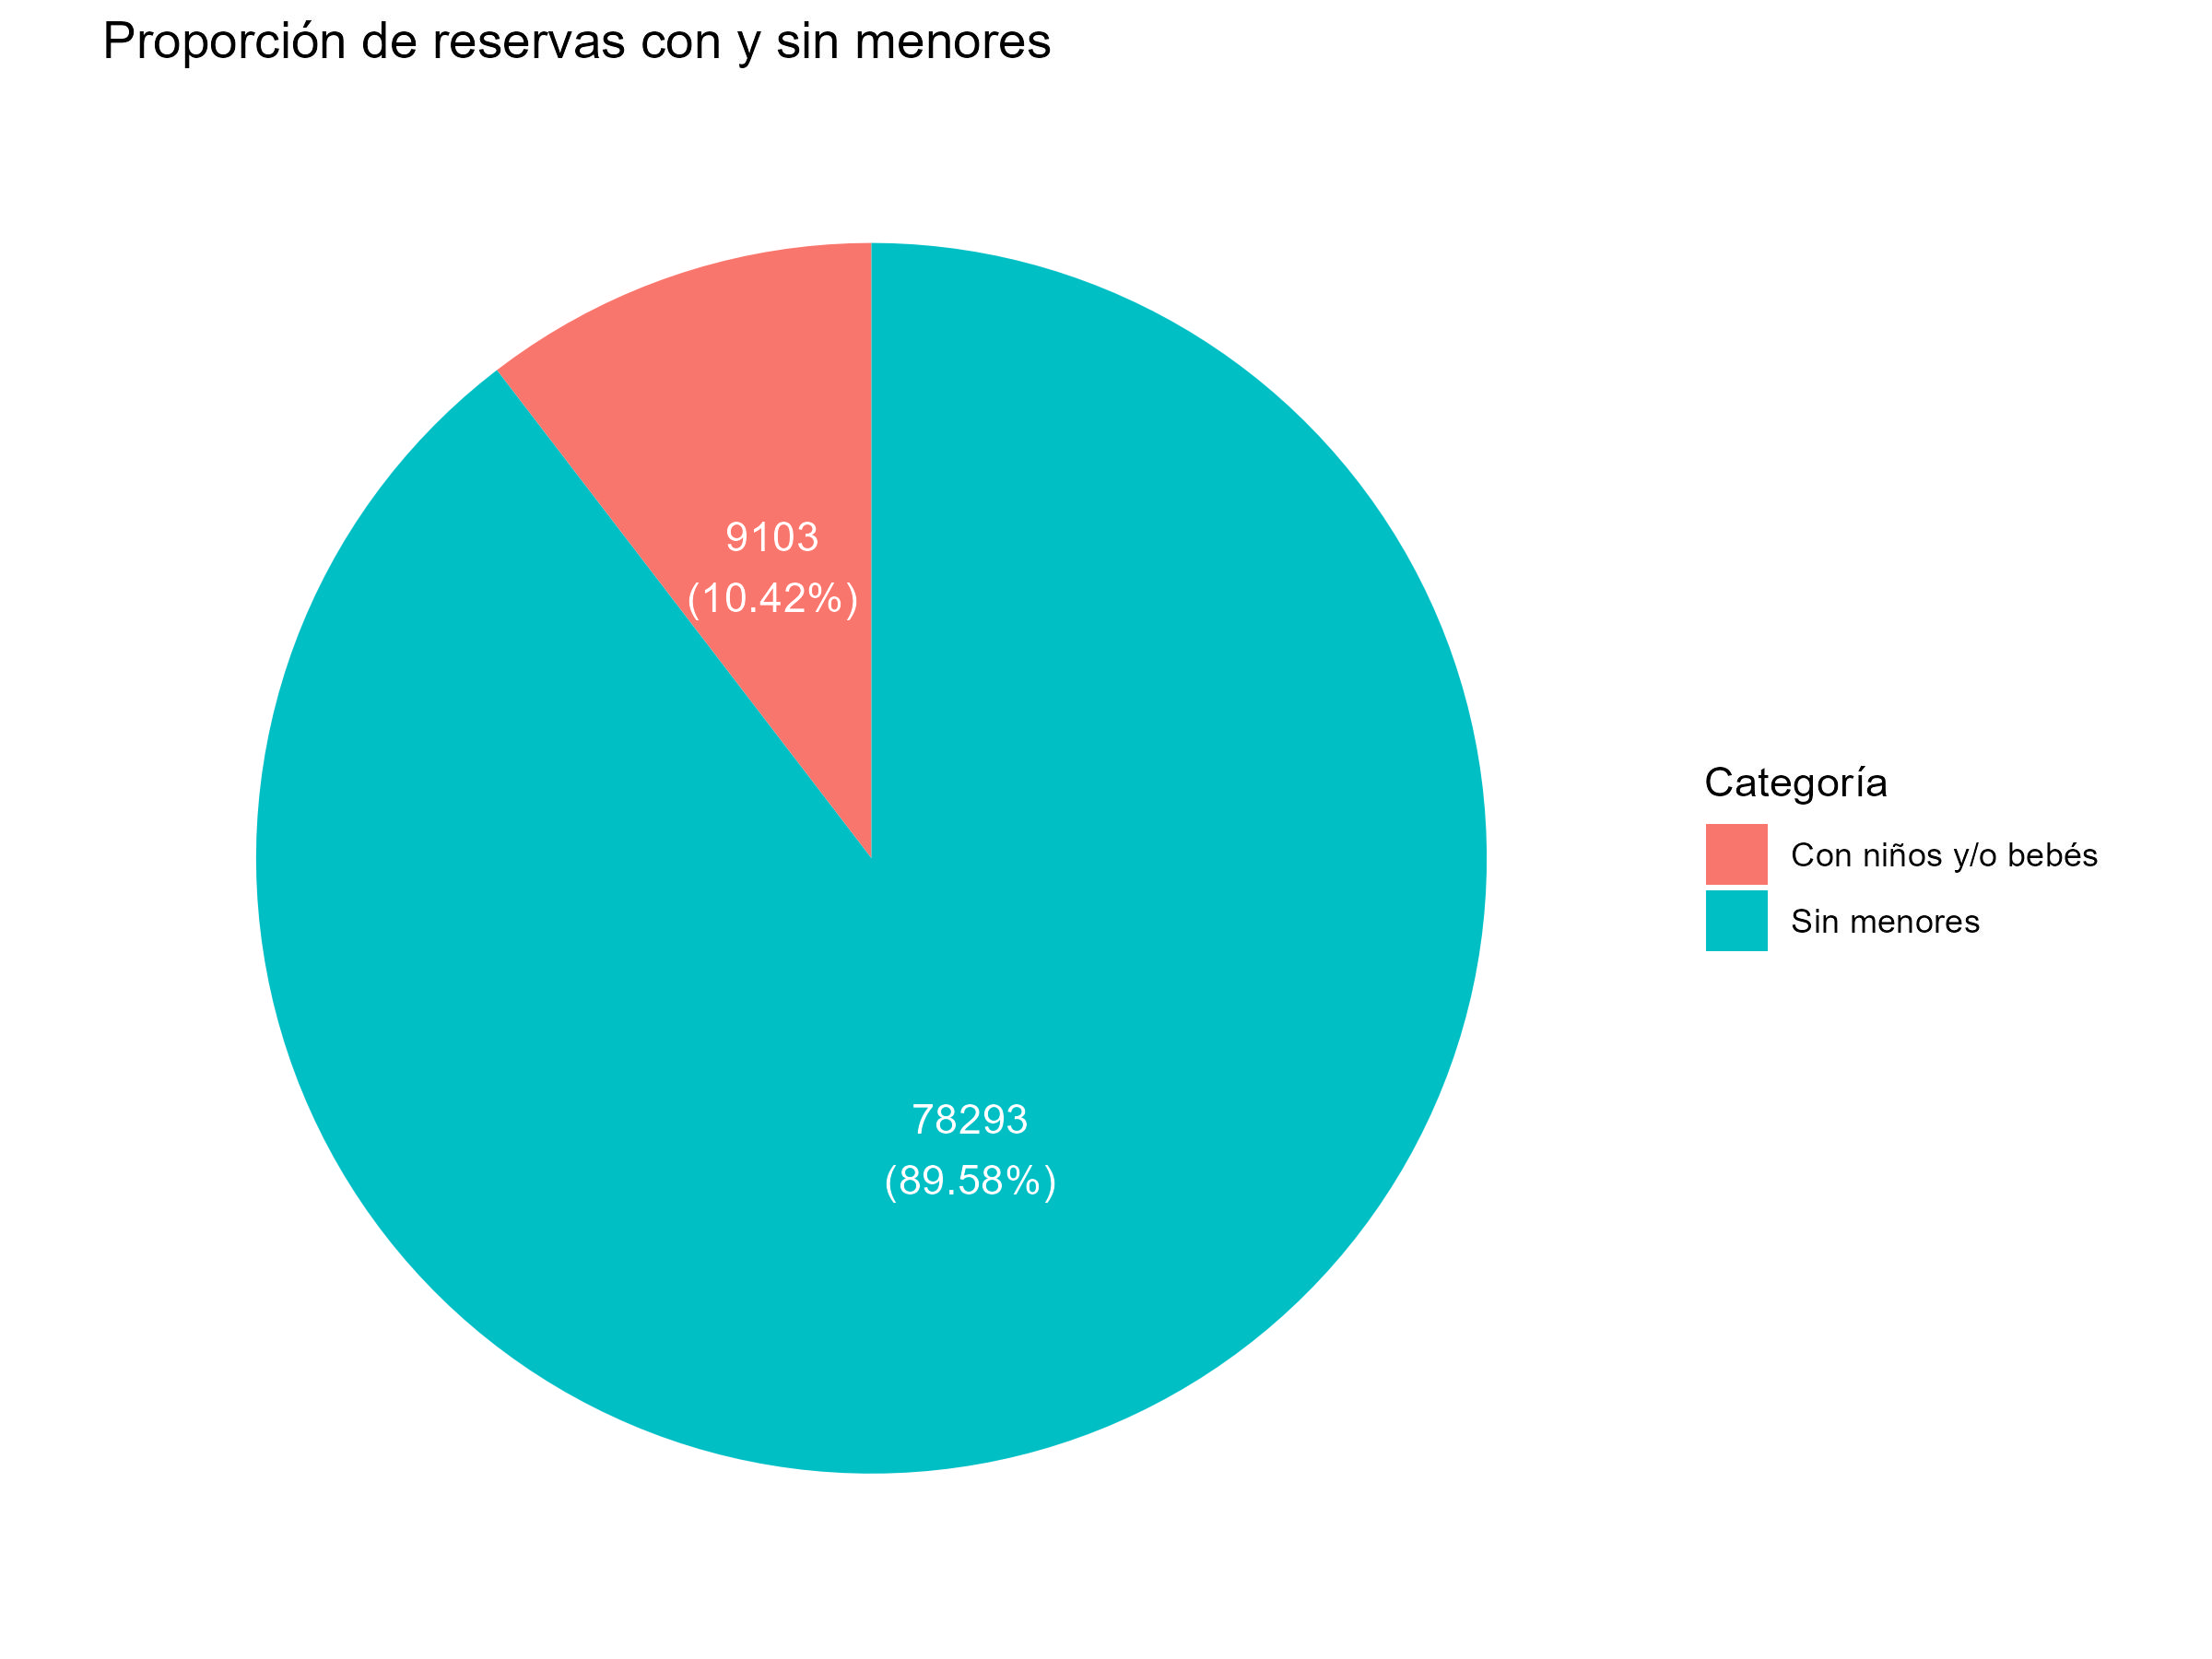 Proporción de reservas con y sin menores
9103
(10.42%)
78293
(89.58%)
Categoría
Con niños y/o bebés
Sin menores